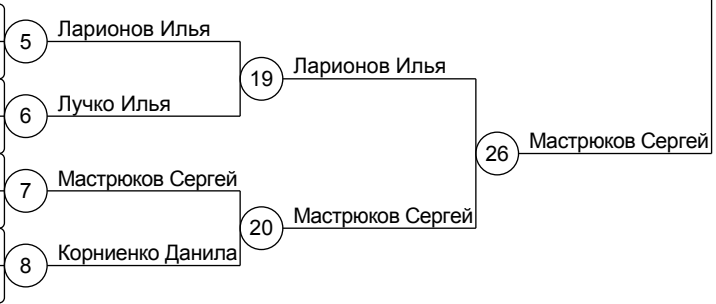 5
Ларионов Илья
6
Лучко Илья
19
Ларионов Илья
7
Мастрюков Сергей
8
Корниенко Данила
20
Мастрюков Сергей
26
Мастрюков Сергей